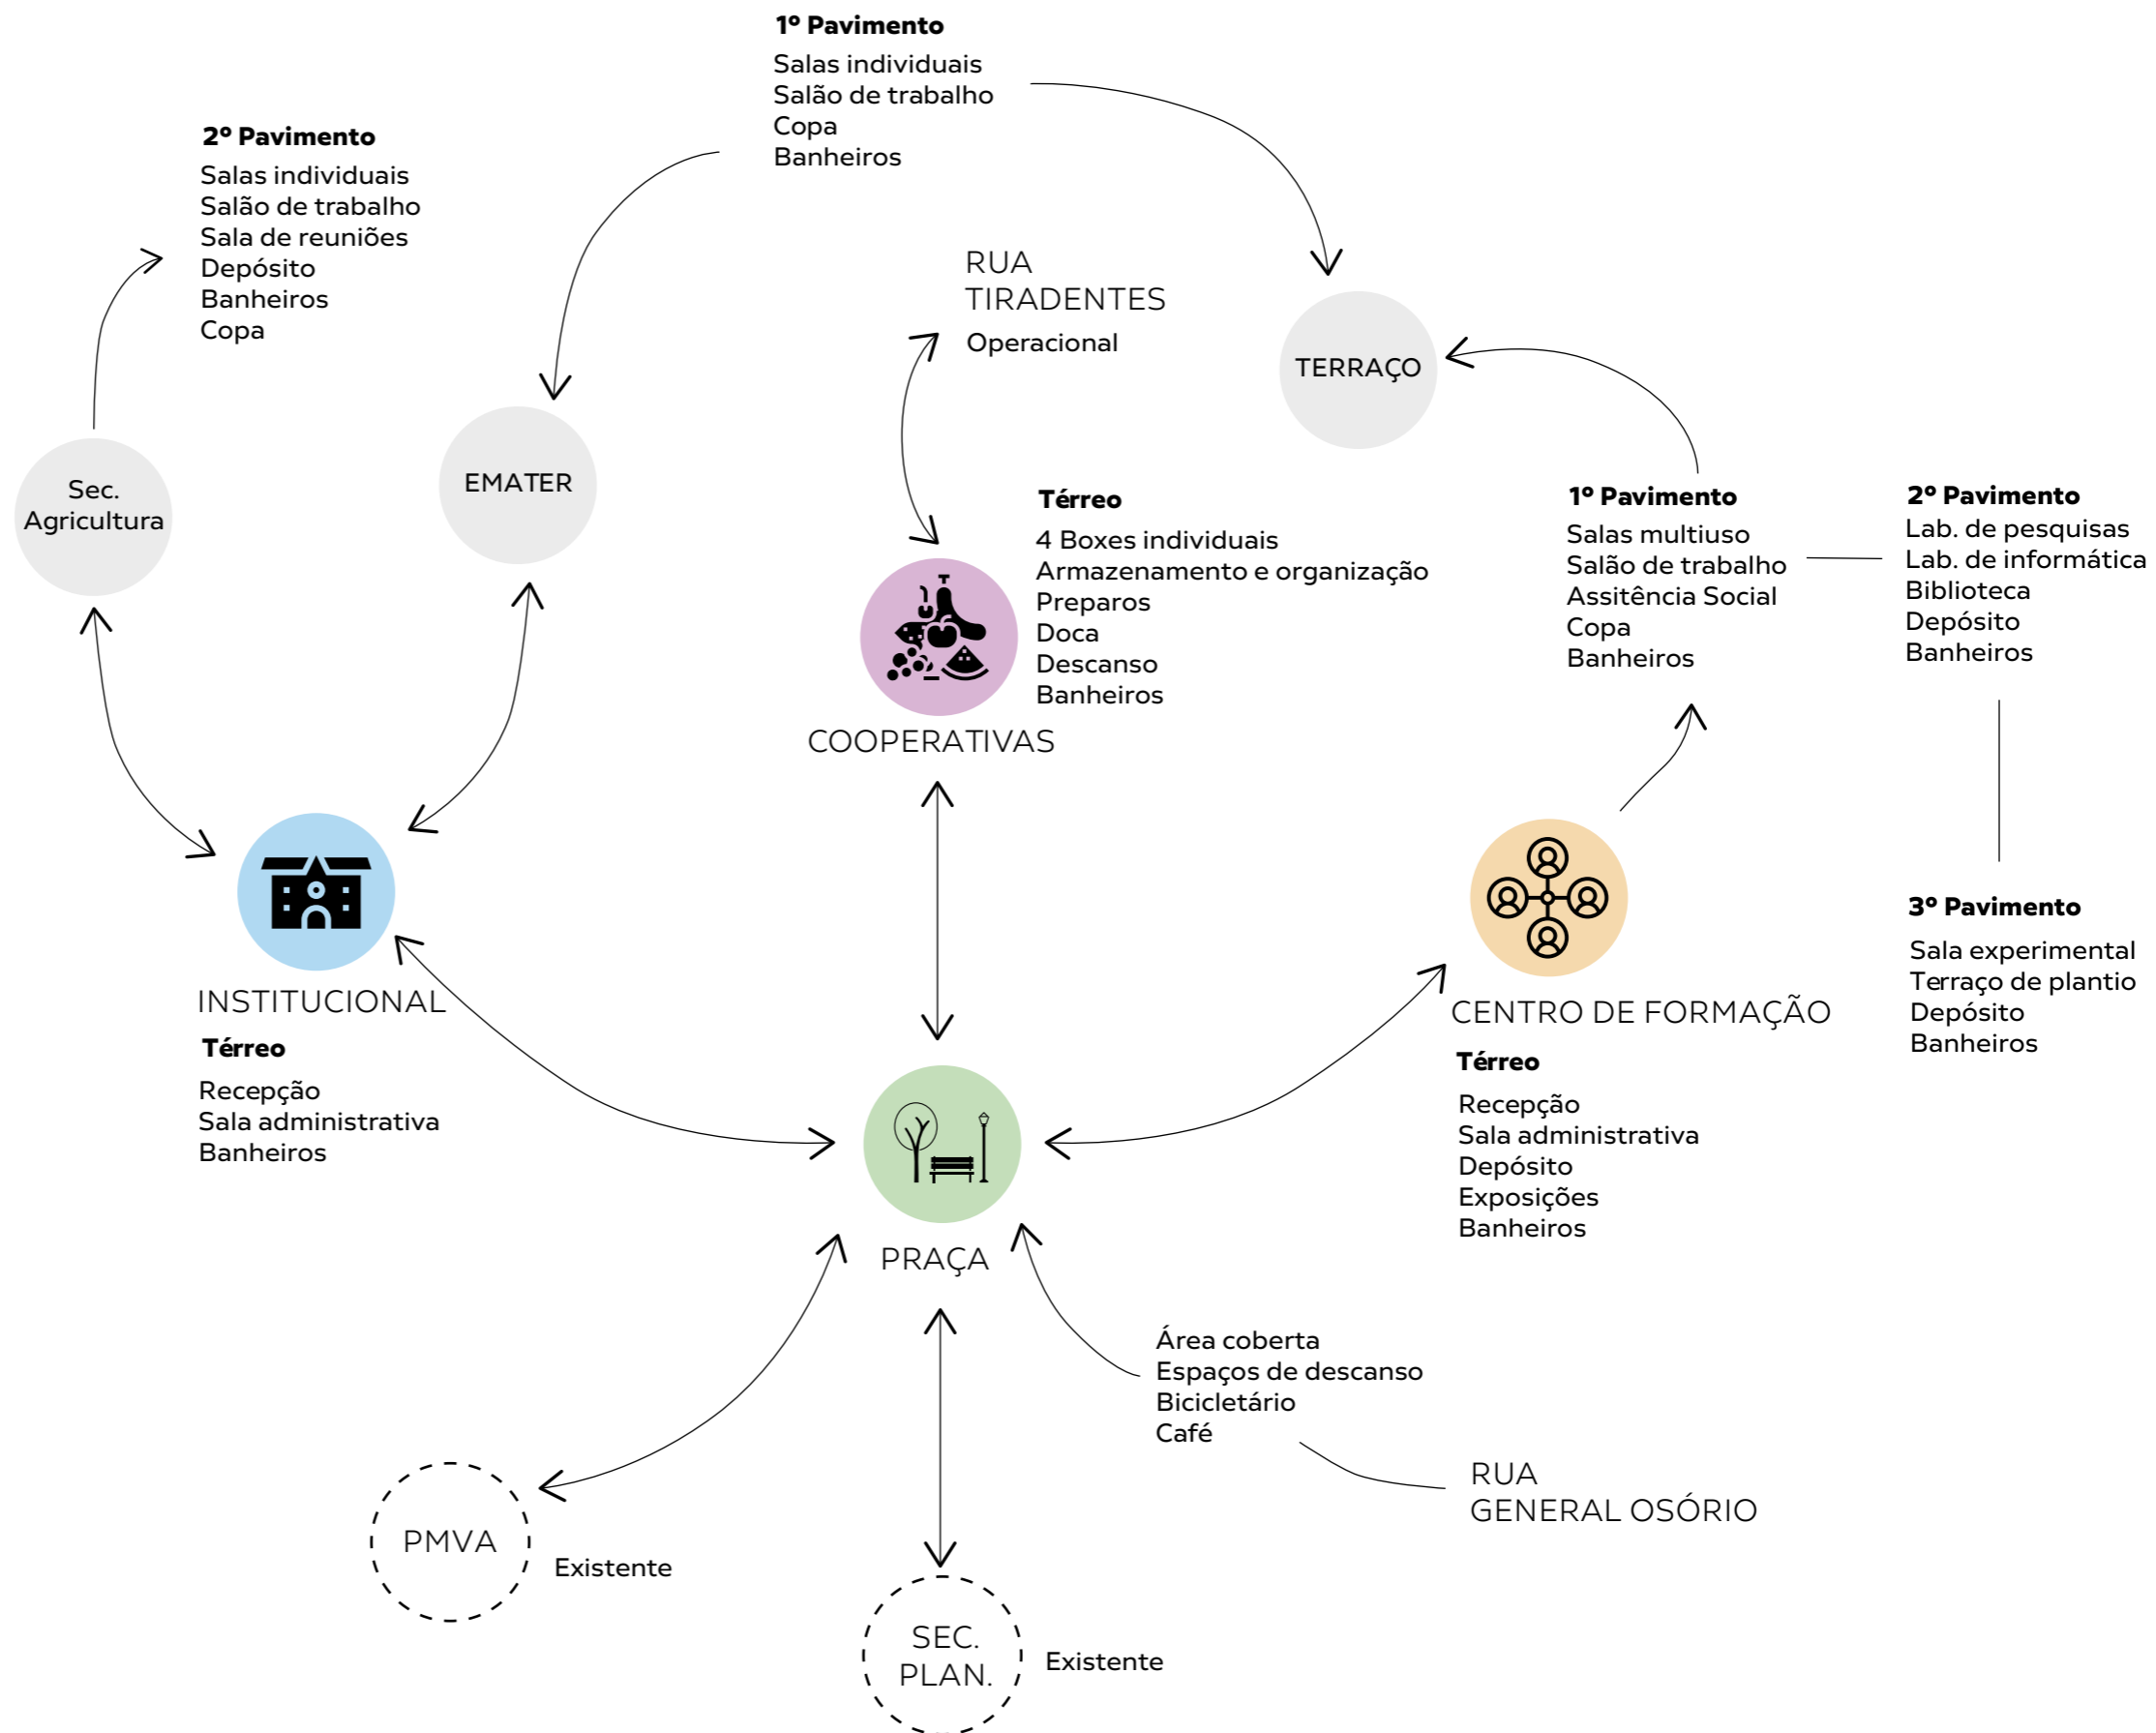 1º Pavimento
Salas individuais
Salão de trabalho
Copa
Banheiros
2º Pavimento
Salas individuais
Salão de trabalho
Sala de reuniões
Depósito
Banheiros
Copa
RUA
TIRADENTES
Operacional
TERRAÇO
Sec.
Agricultura
EMATER
Térreo
4 Boxes individuais
Armazenamento e organização
Preparos
Doca
Descanso
Banheiros
COOPERATIVAS
1º Pavimento
Salas multiuso
Salão de trabalho
Assitência Social
Copa
Banheiros
2º Pavimento
Lab. de pesquisas
Lab. de informática
Biblioteca
Depósito
Banheiros
3º Pavimento
Sala experimental
Terraço de plantio
Depósito
Banheiros
INSTITUCIONAL
Térreo
Recepção
Sala administrativa
Banheiros
CENTRO DE FORMAÇÃO
Térreo
Recepção
Sala administrativa
Depósito
Exposições
Banheiros
PRAÇA
Área coberta
Espaços de descanso
Bicicletário
Café
RUA
GENERAL OSÓRIO
PMVA
Existente
SEC.
PLAN.
Existente